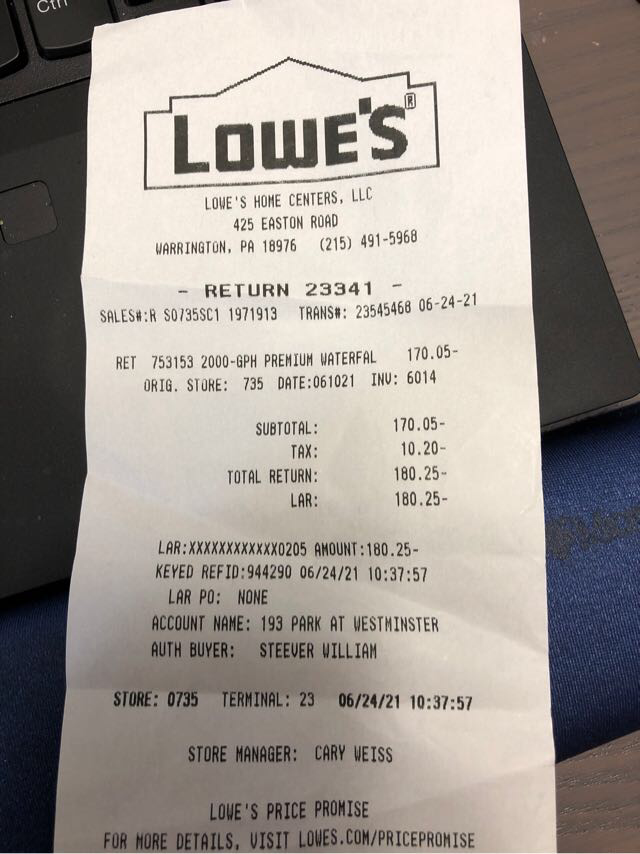 Ctrl
LOWE'S®
LOWE'S HOME CENTERS, LLC
425 EASTON ROAD
WARRINGTON, PA 18976 (215) 491-5968
- RETURN 23341 -
SALES#:R S0735SC1 1971913 TRANS#: 23545468 06-24-21
RET 753153 2000-GPH PREMIUM WATERFAL 170.05-
ORIG. STORE: 735 DATE:061021 INV: 6014
SUBTOTAL: 170.05-
TAX: 10.20-
TOTAL RETURN: 180.25-
LAR: 180.25-
LAR:XXXXXXXXXXXX0205 AMOUNT:180.25-
KEYED REFID:944290 06/24/21 10:37:57
LAR PO: NONE
ACCOUNT NAME: 193 PARK AT WESTMINSTER
AUTH BUYER: STEEVER WILLIAM
STORE: 0735 TERMINAL: 23 06/24/21 10:37:57
STORE MANAGER: CARY WEISS
LOWE'S PRICE PROMISE
FOR MORE DETAILS, VISIT LOWES.COM/PRICEPROMISE